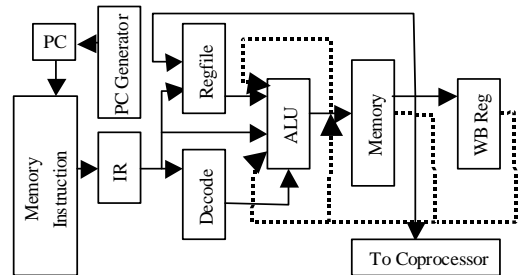 PC
PC Generator
Memory
Instruction
IR
Regfile
Decode
ALU
Memory
WB Reg
To Coprocessor